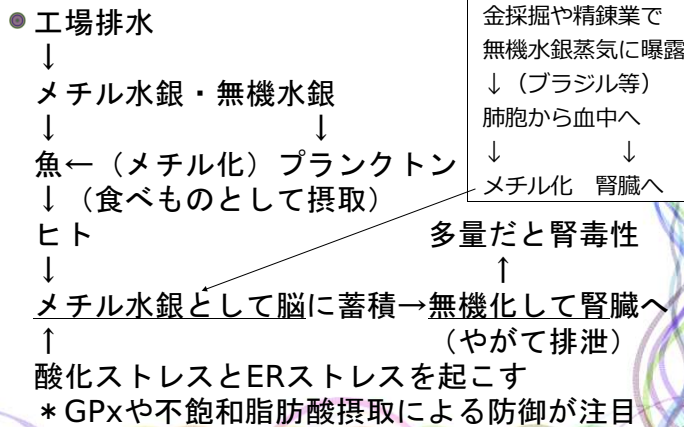 工場排水
↓
メチル水銀・無機水銀
↓ ↓
魚←（メチル化）プランクトン
↓（食べものとして摂取）
ヒト 多量だと腎毒性
↓ ↑
メチル水銀として脳に蓄積→無機化して腎臓へ
↑ （やがて排泄）
酸化ストレスとERストレスを起こす
＊GPxや不飽和脂肪酸摂取による防御が注目
金採掘や精錬業で
無機水銀蒸気に曝露
↓（ブラジル等）
肺胞から血中へ
↓ ↓
メチル化 腎臓へ